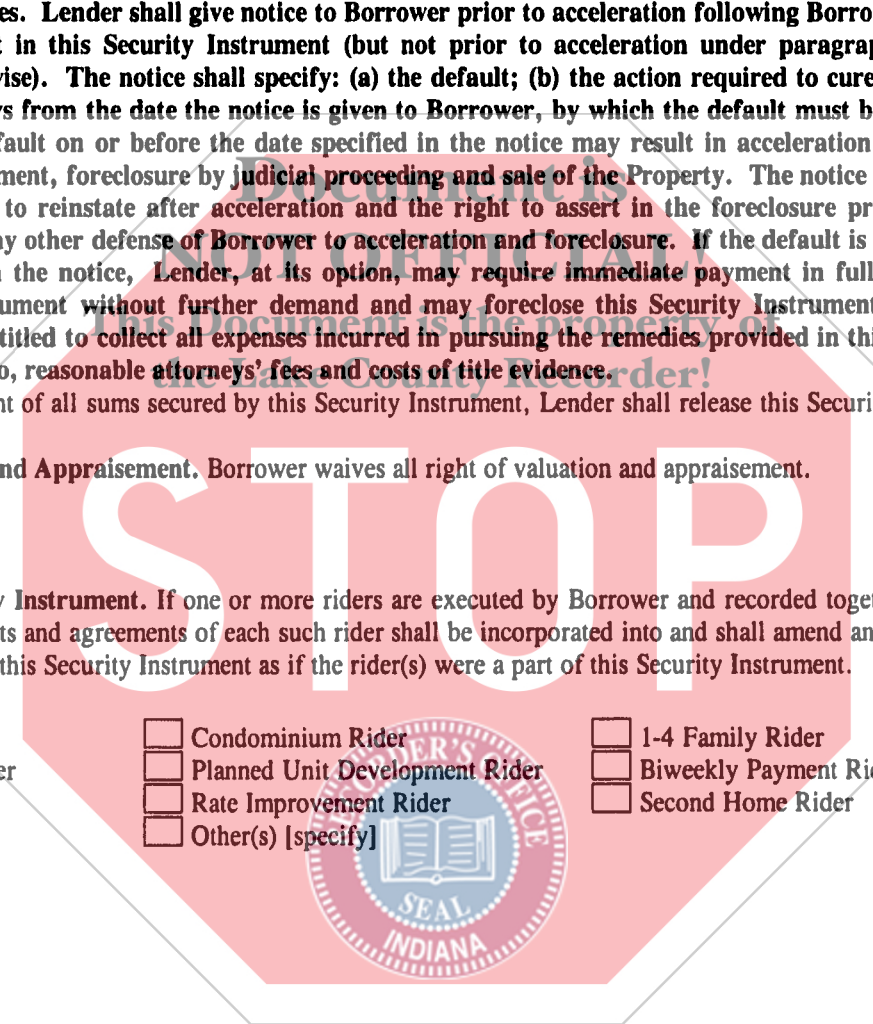 es. Lender shall give notice to Borrower prior to acceleration following Borro
t in this Security Instrument (but not prior to acceleration under paragrap
vise). The notice shall specify: (a) the default; (b) the action required to cure
ys from the date the notice is given to Borrower, by which the default must b
fault on or before the date specified in the notice may result in acceleration
ment, foreclosure by judicial proceeding and sale of the Property. The notice
to reinstate after acceleration and the right to assert in the foreclosure pr
ny other defense of Borrower to acceleration and foreclosure. If the default is
n the notice, Lender, at its option, may require immediate payment in full
ument without further demand and may foreclose this Security Instrument
titled to collect all expenses incurred in pursuing the remedies provided in thi
o, reasonable attorneys' fees and costs of title evidence.
nt of all sums secured by this Security Instrument, Lender shall release this Securi
nd Appraisement. Borrower waives all right of valuation and appraisement.
y Instrument. If one or more riders are executed by Borrower and recorded toge
ts and agreements of each such rider shall be incorporated into and shall amend an
this Security Instrument as if the rider(s) were a part of this Security Instrument.
Condominium Rider 1-4 Family Rider
er Planned Unit Development Rider Biweekly Payment Ri
Rate Improvement Rider Second Home Rider
Other(s) [specify]
Document is
NOT OFFICIAL!
This Document is the property of
the Lake County Recorder!
STOP
RECORDER'S OFFICE
SEAL
INDIANA